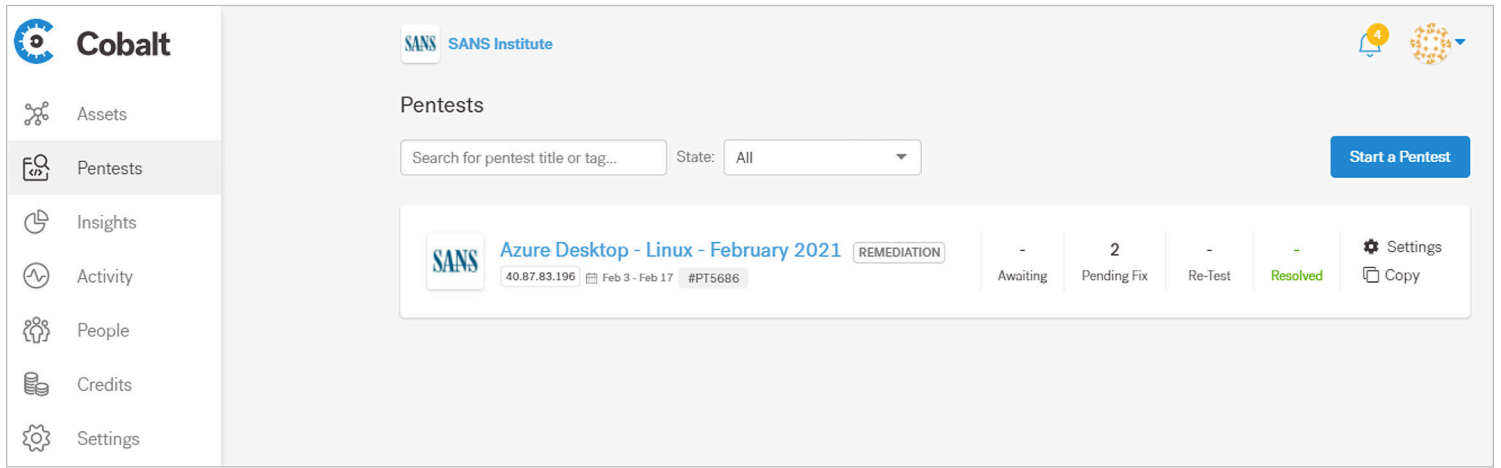 Cobalt
Assets
Pentests
Insights
Activity
People
Credits
Settings
SANS SANS Institute
4
Pentests
Search for pentest title or tag... State: All
Start a Pentest
SANS
Azure Desktop - Linux - February 2021 REMEDIATION
40.87.83.196 Feb 3 - Feb 17 #PT5686
- 2 - -
Awaiting Pending Fix Re-Test Resolved
Settings
Copy